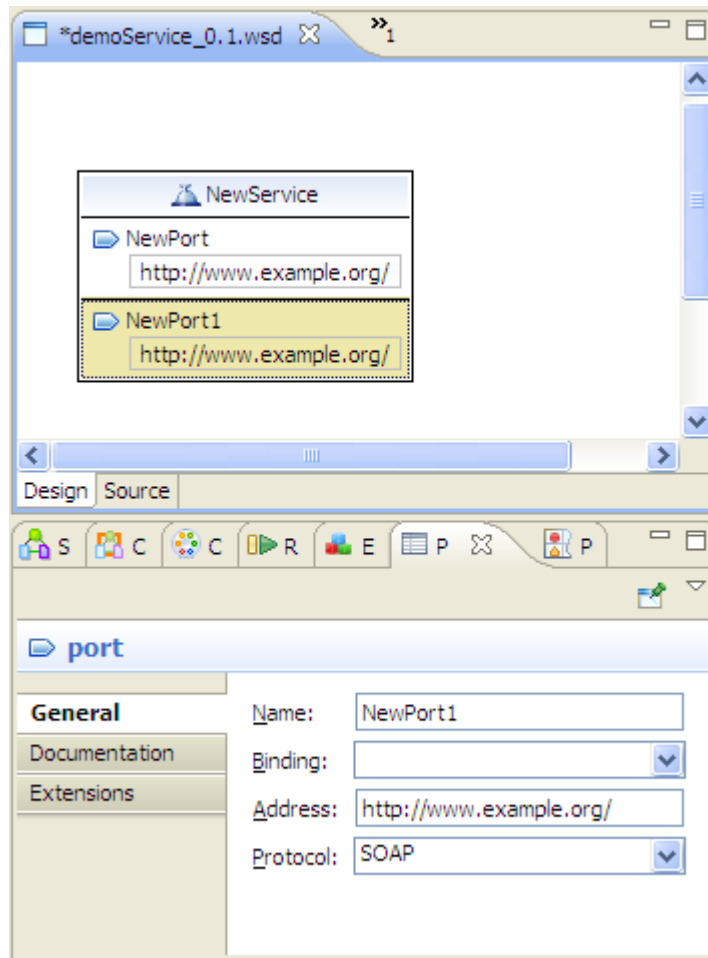 *demoService_0.1.wsd »1
NewService
NewPort
http://www.example.org/
NewPort1
http://www.example.org/
Design Source
S C C R E P P
port
General
Name: NewPort1
Documentation
Binding:
Extensions
Address: http://www.example.org/
Protocol: SOAP